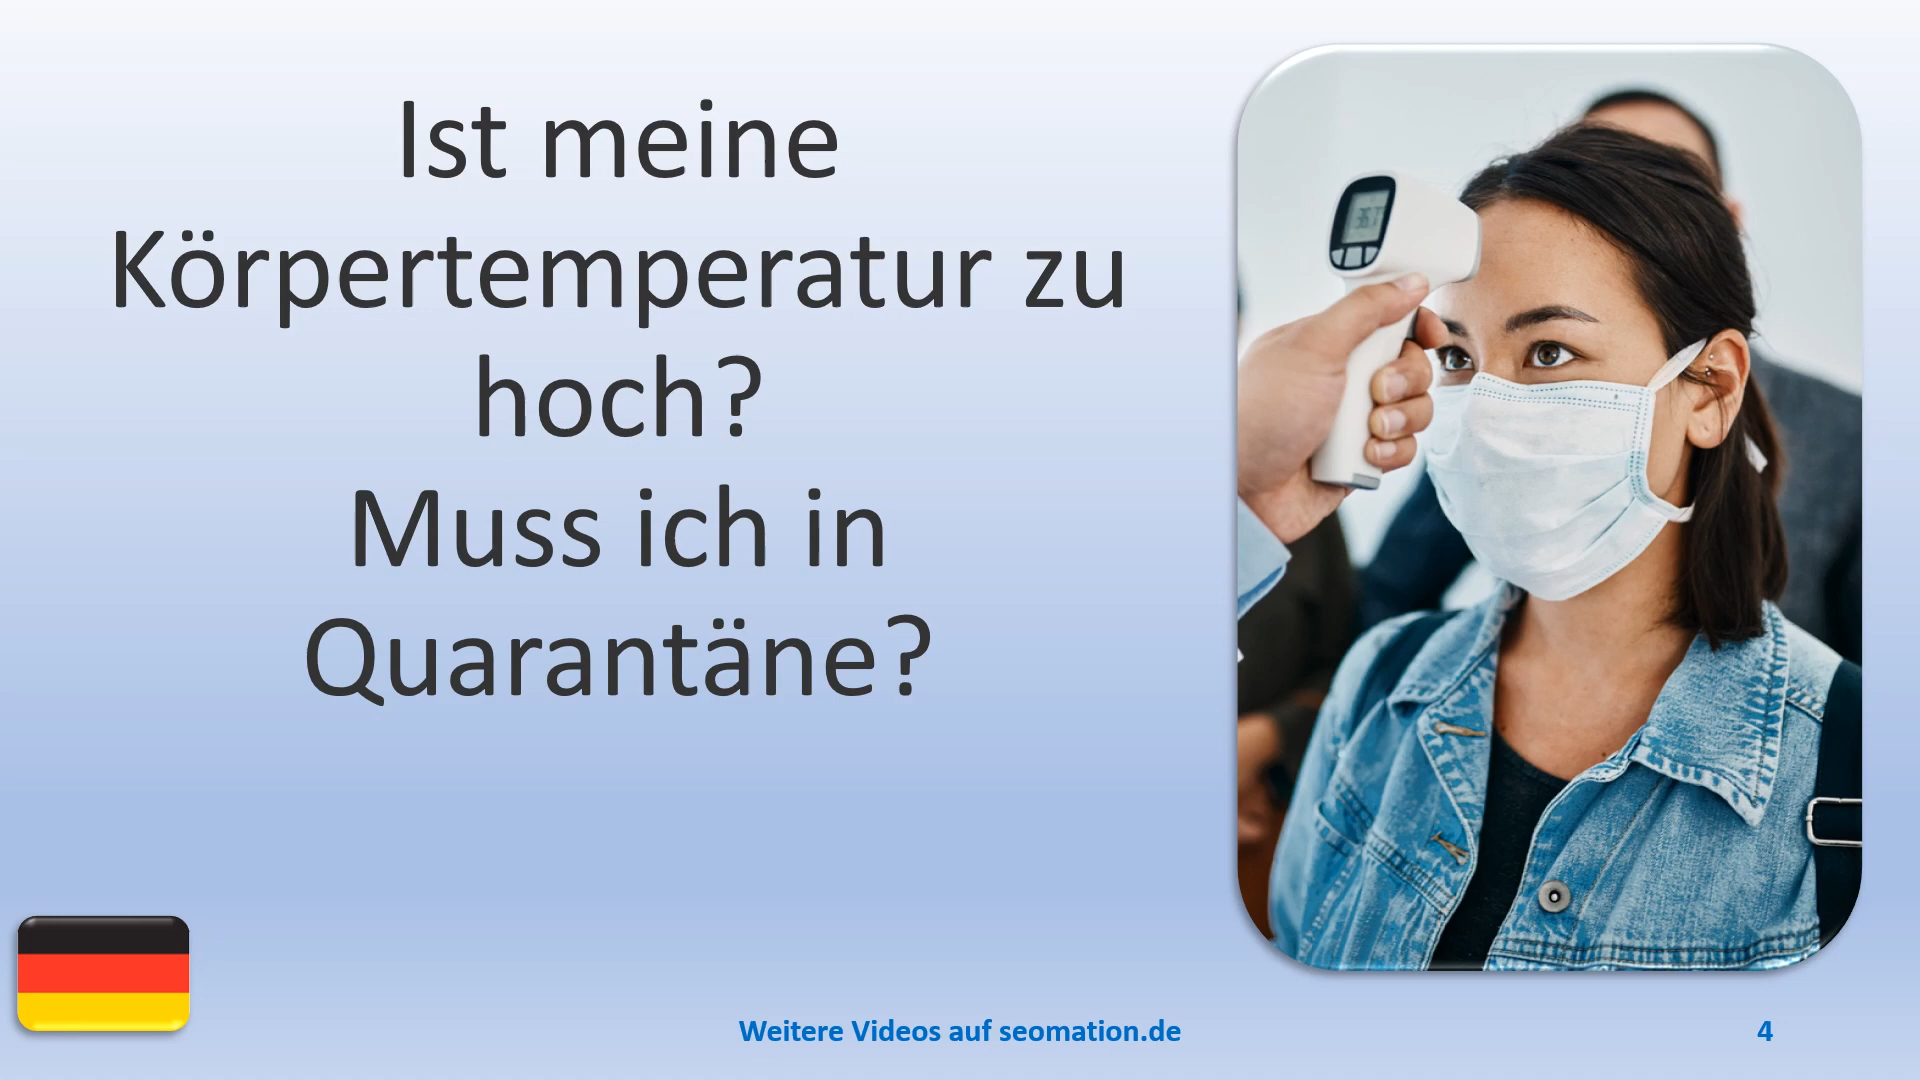 Ist meine
Körpertemperatur zu
hoch?
Muss ich in
Quarantäne?
Weitere Videos auf seomation.de
4